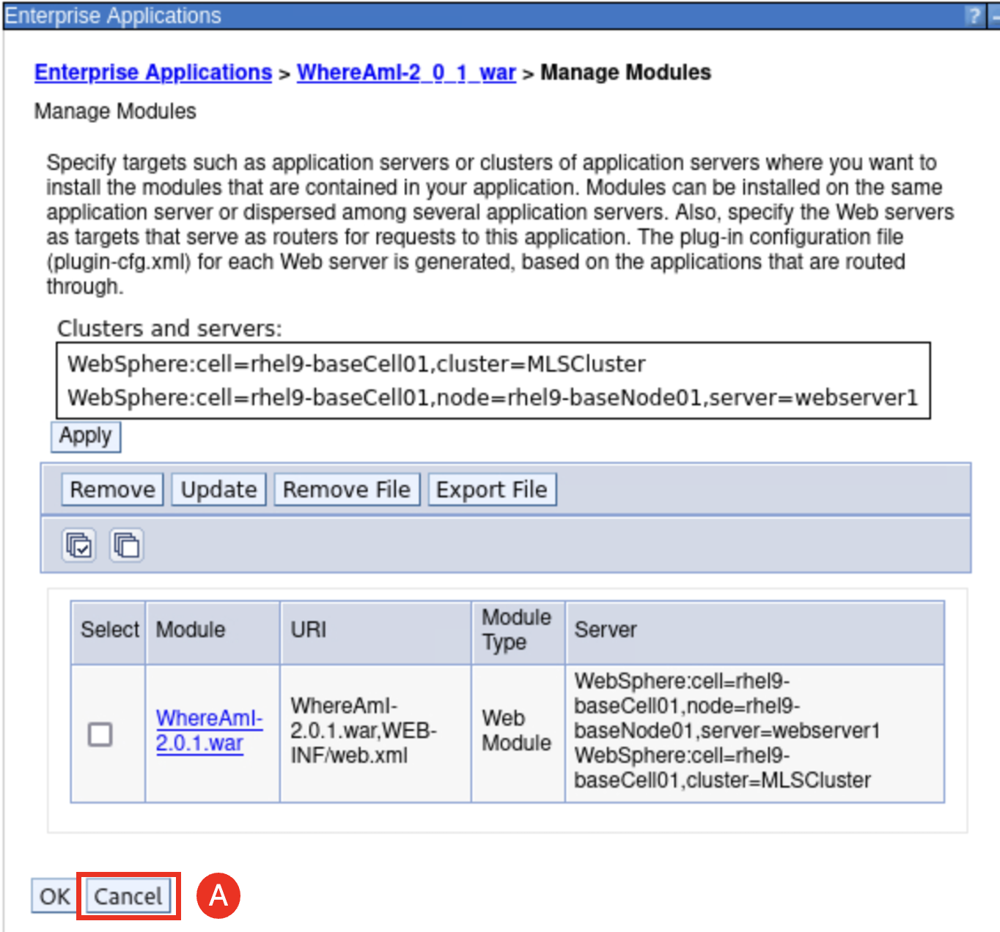 Enterprise Applications ? –
Enterprise Applications > WhereAmI-2_0_1_war > Manage Modules
Manage Modules
Specify targets such as application servers or clusters of application servers where you want to
install the modules that are contained in your application. Modules can be installed on the same
application server or dispersed among several application servers. Also, specify the Web servers
as targets that serve as routers for requests to this application. The plug-in configuration file
(plugin-cfg.xml) for each Web server is generated, based on the applications that are routed
through.
Clusters and servers:
WebSphere:cell=rhel9-baseCell01,cluster=MLSCluster
WebSphere:cell=rhel9-baseCell01,node=rhel9-baseNode01,server=webserver1
Apply
Remove Update Remove File Export File
Select Module URI Module Type Server
WhereAmI-
2.0.1.war
WhereAmI-
2.0.1.war,WEB-
INF/web.xml
Web
Module
WebSphere:cell=rhel9-
baseCell01,node=rhel9-
baseNode01,server=webserver1
WebSphere:cell=rhel9-
baseCell01,cluster=MLSCluster
OK Cancel A